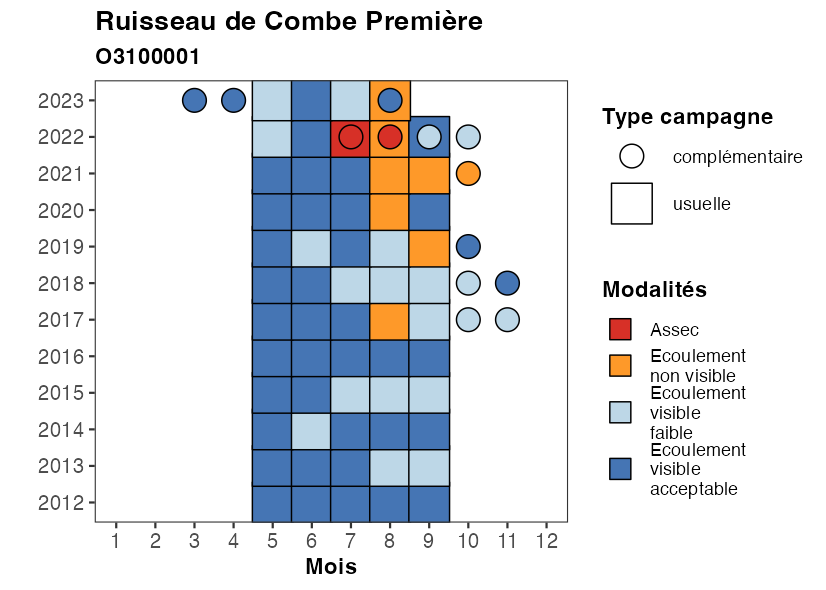 Ruisseau de Combe Première
O3100001
2023
2022
2021
2020
2019
2018
2017
2016
2015
2014
2013
2012
1 2 3 4 5 6 7 8 9 10 11 12
Mois
Type campagne
complémentaire
usuelle
Modalités
Assec
Ecoulement
non visible
Ecoulement
visible
faible
Ecoulement
visible
acceptable